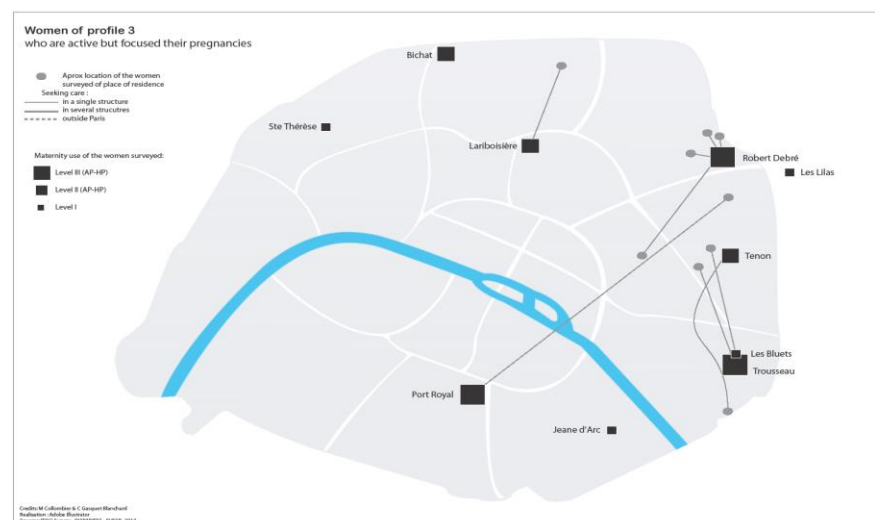 Women of profile 3
who are active but focused their pregnancies
Aprox location of the women
surveyed of place of residence
Seeking care :
in a single structure
in several strucutres
outside Paris
Maternity use of the women surveyed:
Level III (AP-HP)
Level II (AP-HP)
Level I
Bichat
Ste Thérèse
Lariboisière
Robert Debré
Les Lilas
Tenon
Les Bluets
Trousseau
Port Royal
Jeane d'Arc
Credits: M Collombier & C Gasquet Blanchard
Realisation : Adobe Illustrator